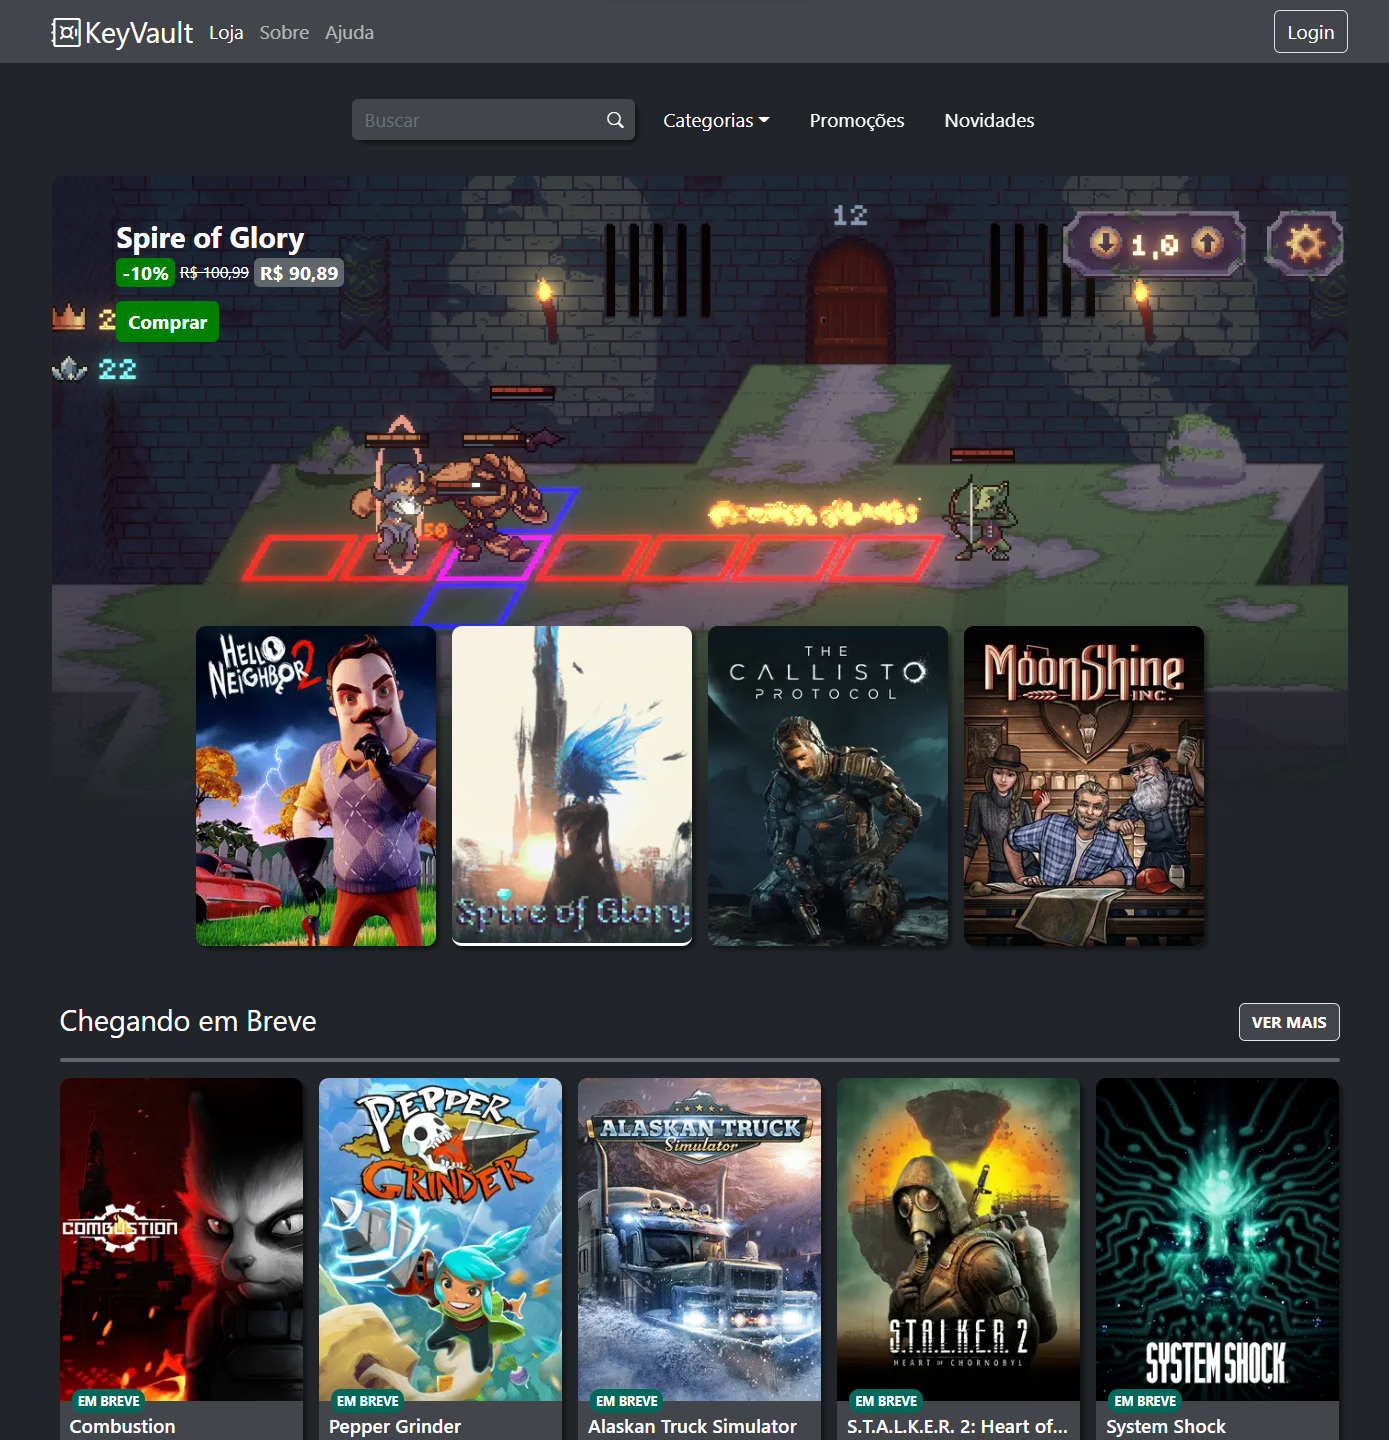 KeyVault Loja Sobre Ajuda Login
Buscar Categorias Promoções Novidades
12
1,0
Spire of Glory
-10% R$ 100,99 R$ 90,89
2
Comprar
22
50
HELLO
NEIGHBOR 2
Spire of Glory
THE
CALLISTO
PROTOCOL
MOONSHINE
INC.
Chegando em Breve VER MAIS
COMBUSTION
PEPPER
GRINDER
ALASKAN TRUCK
Simulator
S.T.A.L.K.E.R. 2
HEART OF CHORNOBYL
SYSTEM SHOCK
EM BREVE EM BREVE EM BREVE EM BREVE EM BREVE
Combustion Pepper Grinder Alaskan Truck Simulator S.T.A.L.K.E.R. 2: Heart of... System Shock